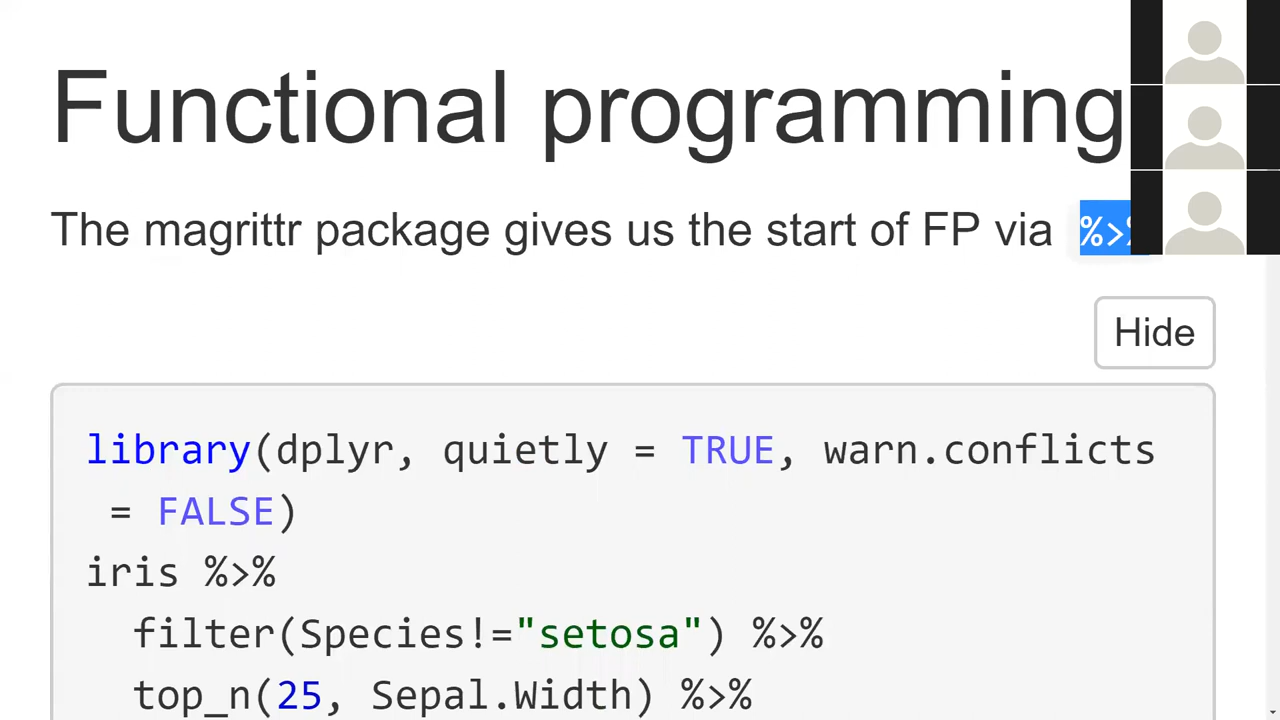 Functional programming
The magrittr package gives us the start of FP via %>
Hide
library(dplyr, quietly = TRUE, warn.conflicts
= FALSE)
iris %>%
filter(Species!="setosa") %>%
top_n(25, Sepal.Width) %>%